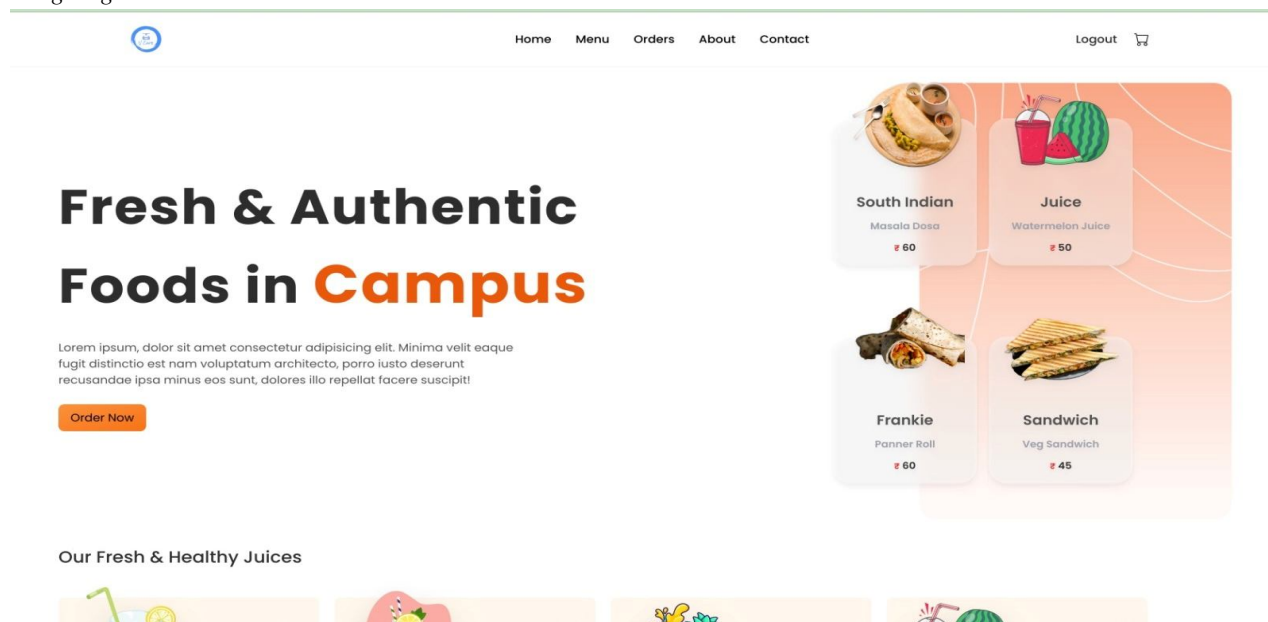 Home Menu Orders About Contact Logout
Fresh & Authentic
Foods in Campus
Lorem ipsum, dolor sit amet consectetur adipisicing elit. Minima velit eaque
fugit distinctio est nam voluptatum architecto, porro iusto deserunt
recusandae ipsa minus eos sunt, dolores illo repellat facere suscipit!
Order Now
South Indian
Masala Dosa
₹ 60
Juice
Watermelon Juice
₹ 50
Frankie
Panner Roll
₹ 60
Sandwich
Veg Sandwich
₹ 45
Our Fresh & Healthy Juices